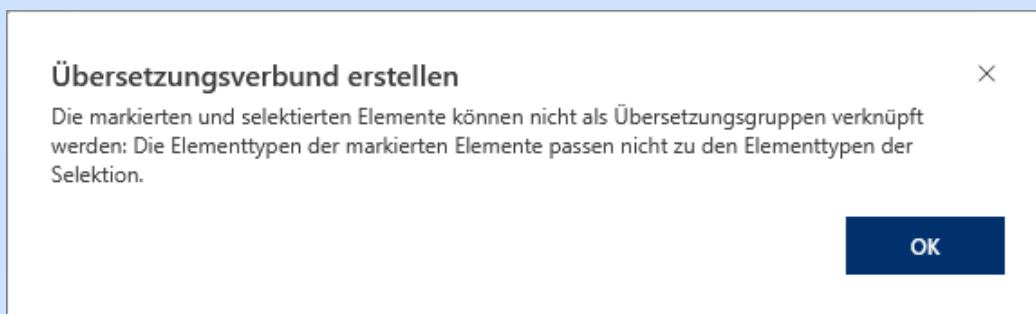 Übersetzungsverbund erstellen
Die markierten und selektierten Elemente können nicht als Übersetzungsgruppen verknüpft
werden: Die Elementtypen der markierten Elemente passen nicht zu den Elementtypen der
Selektion.
OK